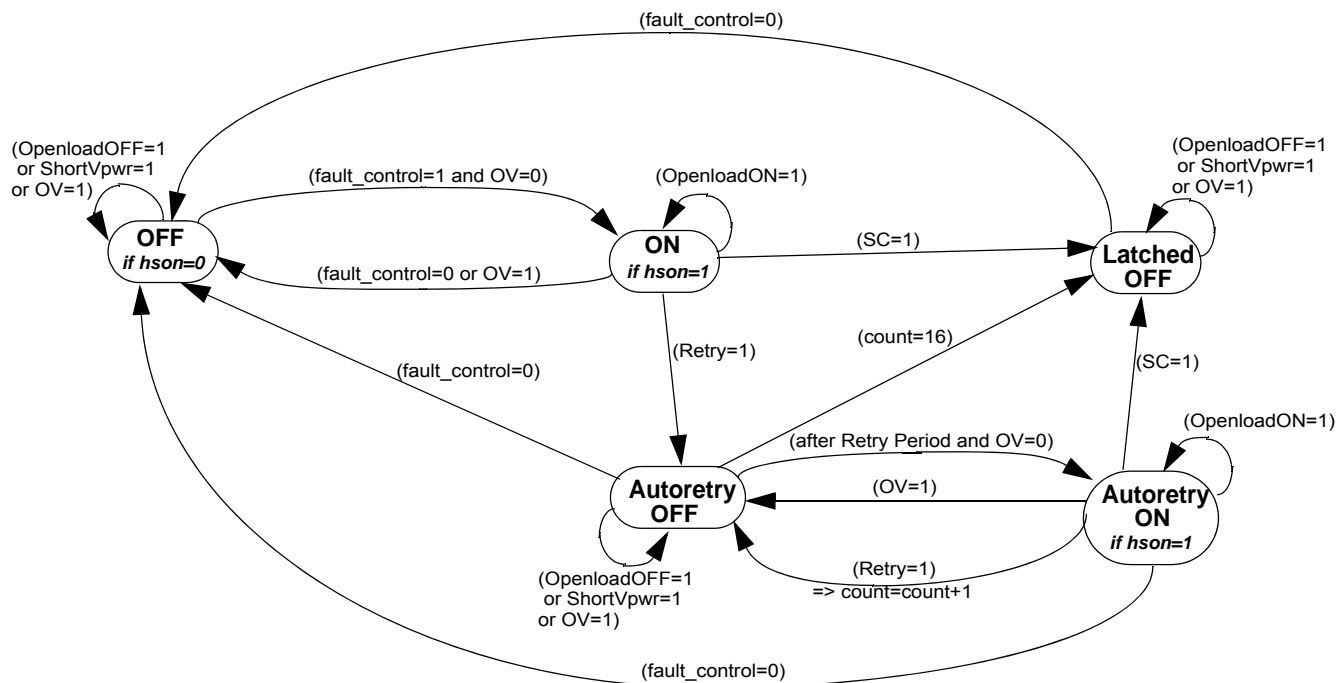 (fault_control=0)
(OpenloadOFF=1
or ShortVpwr=1
or OV=1)
(fault_control=1 and OV=0)
(OpenloadON=1)
(OpenloadOFF=1
or ShortVpwr=1
or OV=1)
OFF
if hson=0
ON
if hson=1
(SC=1)
Latched
OFF
(fault_control=0 or OV=1)
(Retry=1)
(count=16)
(SC=1)
(fault_control=0)
(after Retry Period and OV=0)
(OpenloadON=1)
Autoretry
OFF
(OV=1)
Autoretry
ON
if hson=1
(OpenloadOFF=1
or ShortVpwr=1
or OV=1)
(Retry=1)
=> count=count+1
(fault_control=0)